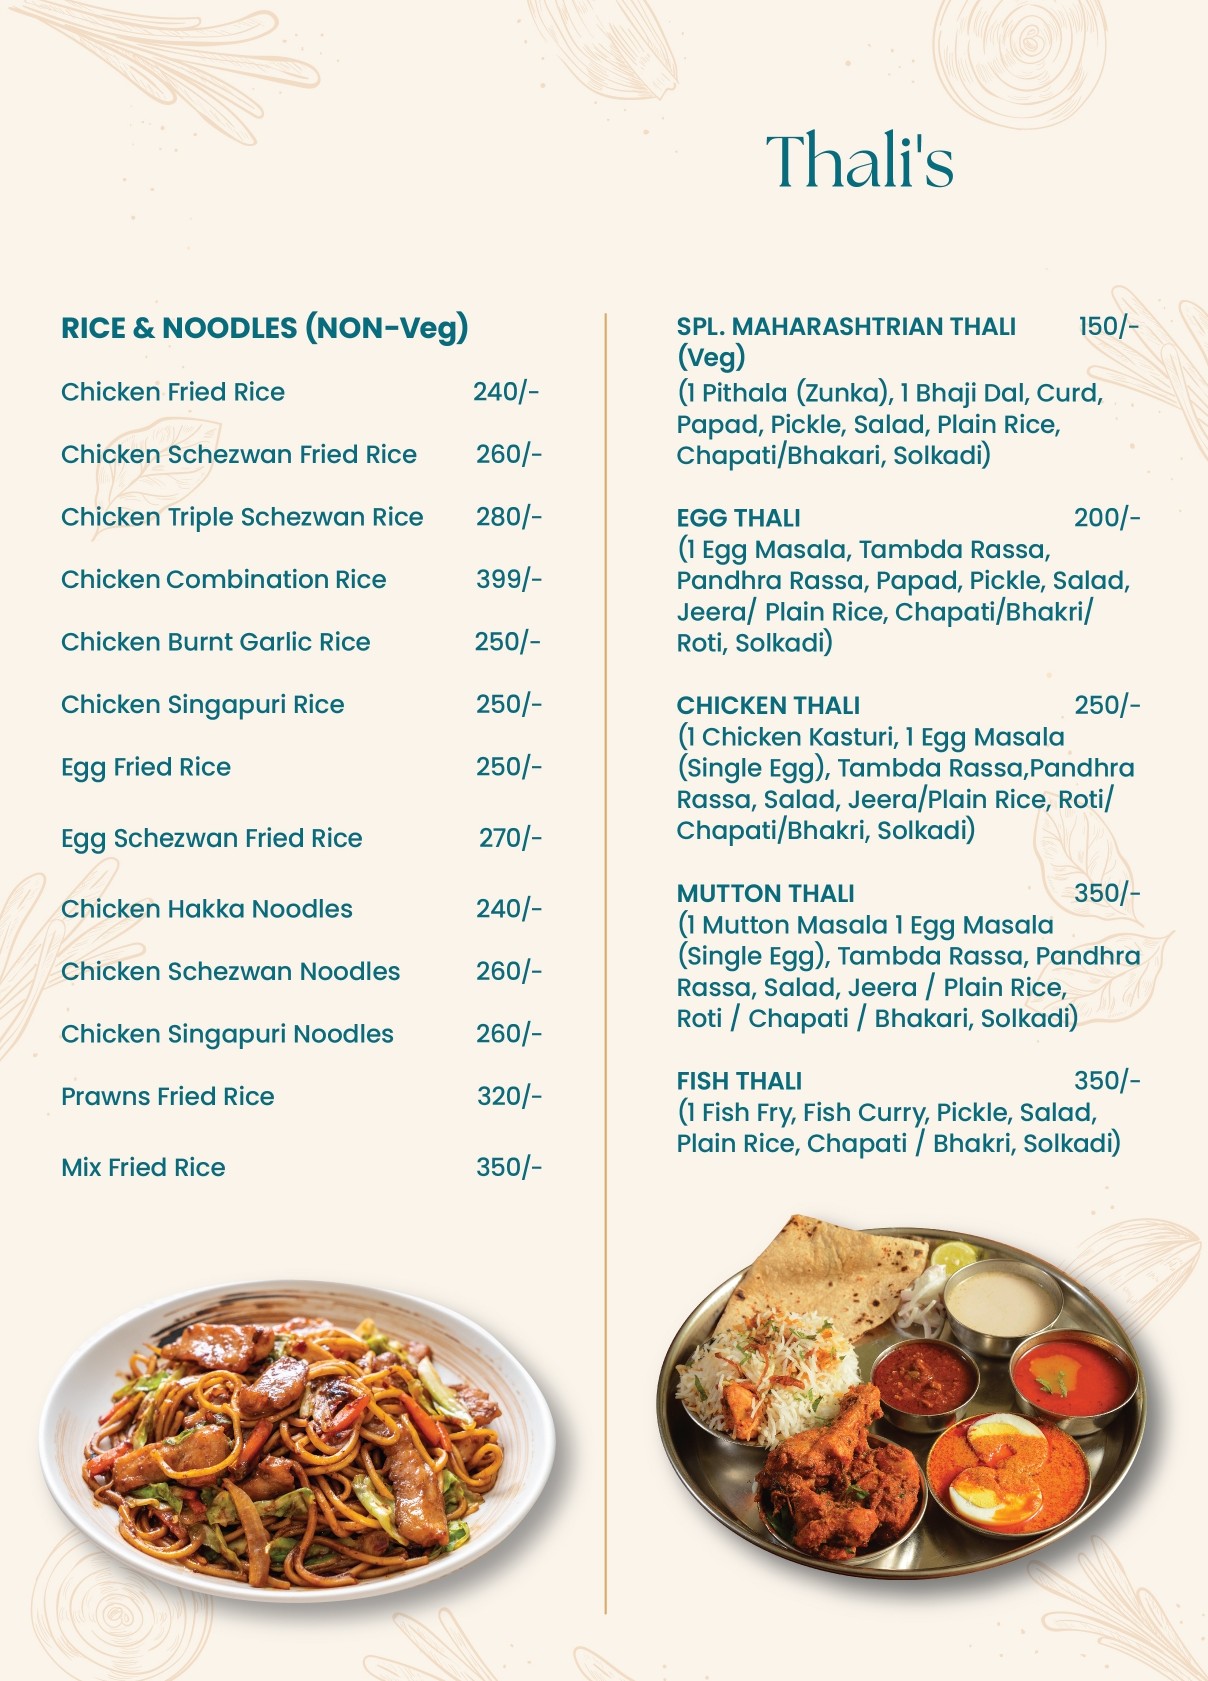 Thali's
RICE & NOODLES (NON-Veg)
Chicken Fried Rice 240/-
Chicken Schezwan Fried Rice 260/-
Chicken Triple Schezwan Rice 280/-
Chicken Combination Rice 399/-
Chicken Burnt Garlic Rice 250/-
Chicken Singapuri Rice 250/-
Egg Fried Rice 250/-
Egg Schezwan Fried Rice 270/-
Chicken Hakka Noodles 240/-
Chicken Schezwan Noodles 260/-
Chicken Singapuri Noodles 260/-
Prawns Fried Rice 320/-
Mix Fried Rice 350/-
SPL. MAHARASHTRIAN THALI 150/-
(Veg)
(1 Pithala (Zunka), 1 Bhaji Dal, Curd,
Papad, Pickle, Salad, Plain Rice,
Chapati/Bhakari, Solkadi)
EGG THALI 200/-
(1 Egg Masala, Tambda Rassa,
Pandhra Rassa, Papad, Pickle, Salad,
Jeera/ Plain Rice, Chapati/Bhakri/
Roti, Solkadi)
CHICKEN THALI 250/-
(1 Chicken Kasturi, 1 Egg Masala
(Single Egg), Tambda Rassa,Pandhra
Rassa, Salad, Jeera/Plain Rice, Roti/
Chapati/Bhakri, Solkadi)
MUTTON THALI 350/-
(1 Mutton Masala 1 Egg Masala
(Single Egg), Tambda Rassa, Pandhra
Rassa, Salad, Jeera / Plain Rice,
Roti / Chapati / Bhakari, Solkadi)
FISH THALI 350/-
(1 Fish Fry, Fish Curry, Pickle, Salad,
Plain Rice, Chapati / Bhakri, Solkadi)